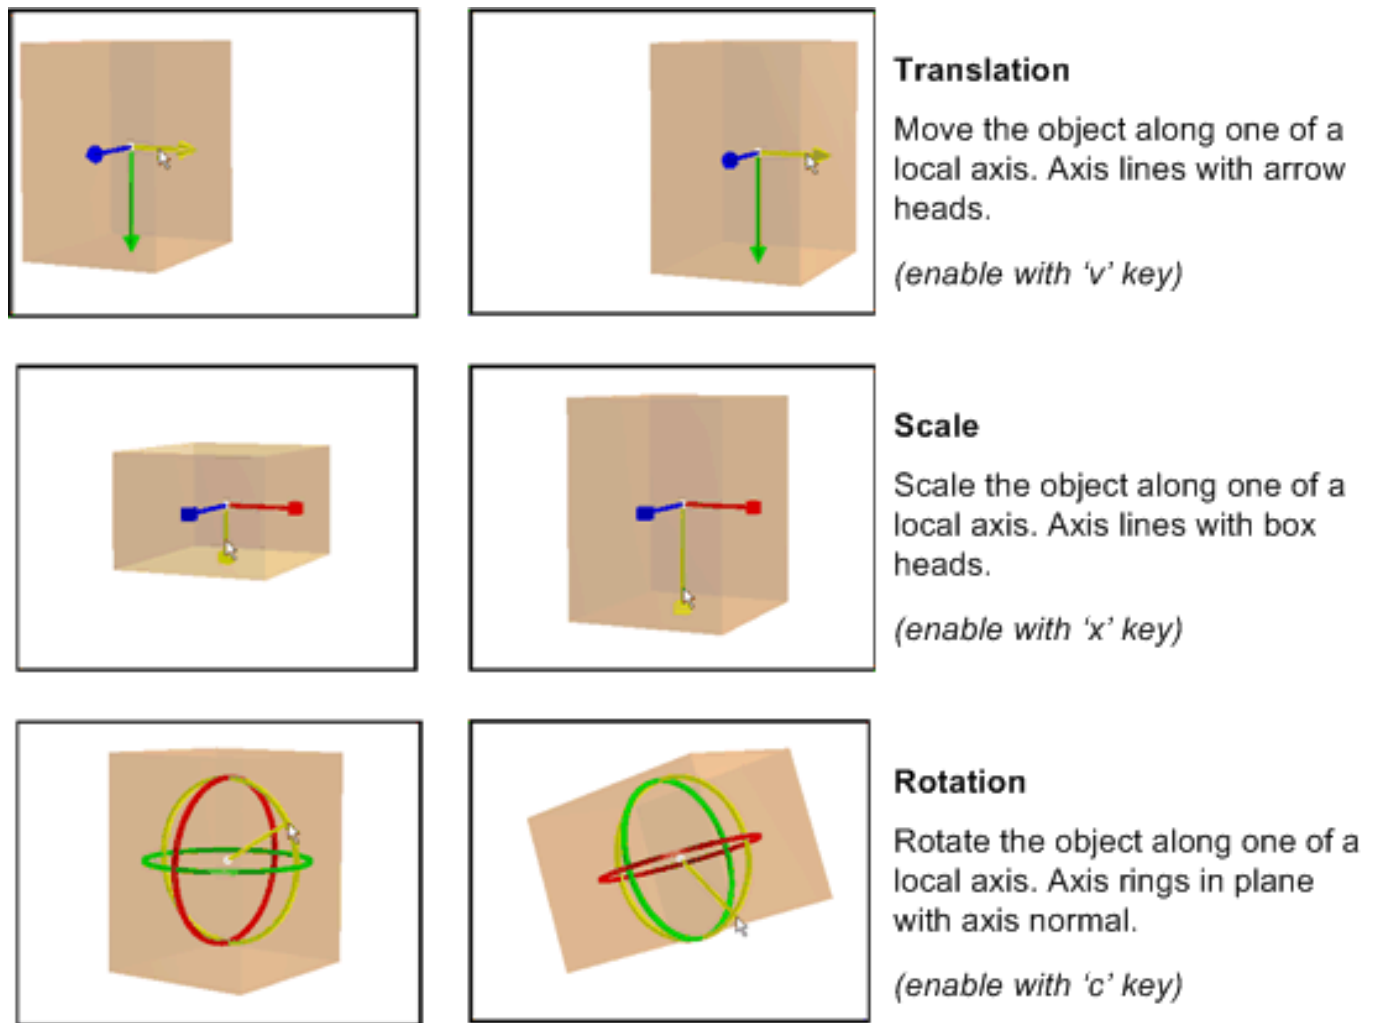 Translation
Move the object along one of a
local axis. Axis lines with arrow
heads.
(enable with ‘v’ key)
Scale
Scale the object along one of a
local axis. Axis lines with box
heads.
(enable with ‘x’ key)
Rotation
Rotate the object along one of a
local axis. Axis rings in plane
with axis normal.
(enable with ‘c’ key)